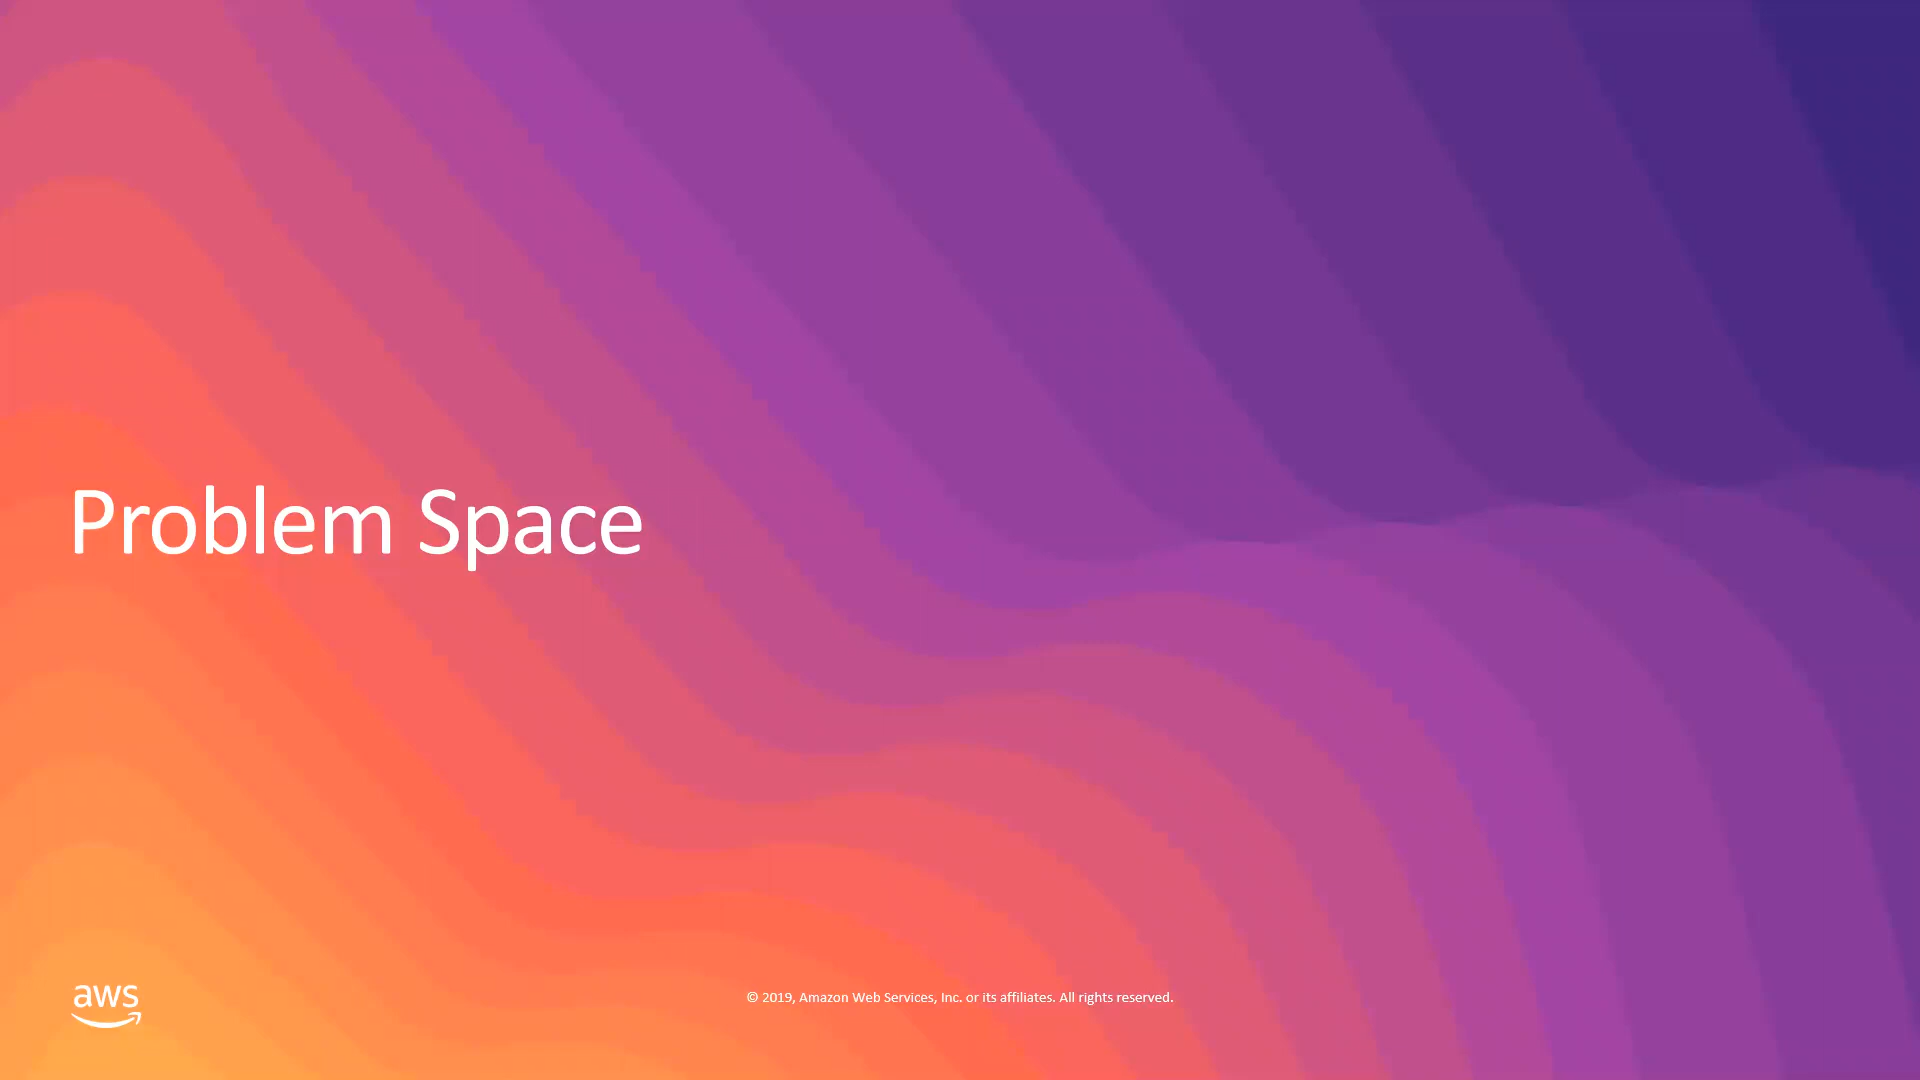 Problem Space
aws
© 2019, Amazon Web Services, Inc. or its affiliates. All rights reserved.